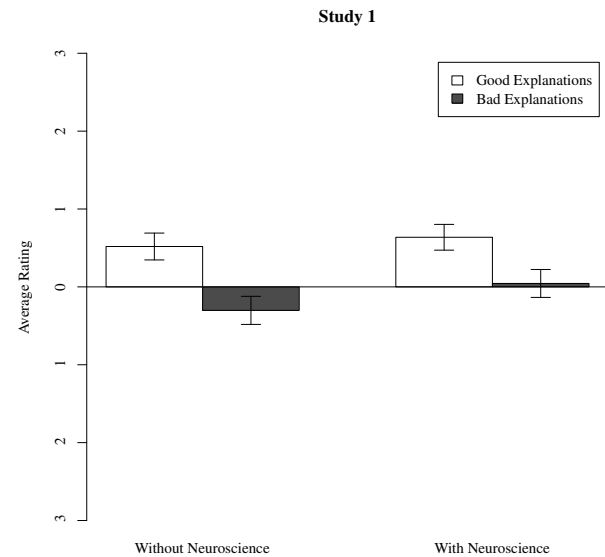 Study 1
Good Explanations
Bad Explanations
Average Rating
3
2
1
0
1
2
3
Without Neuroscience
With Neuroscience